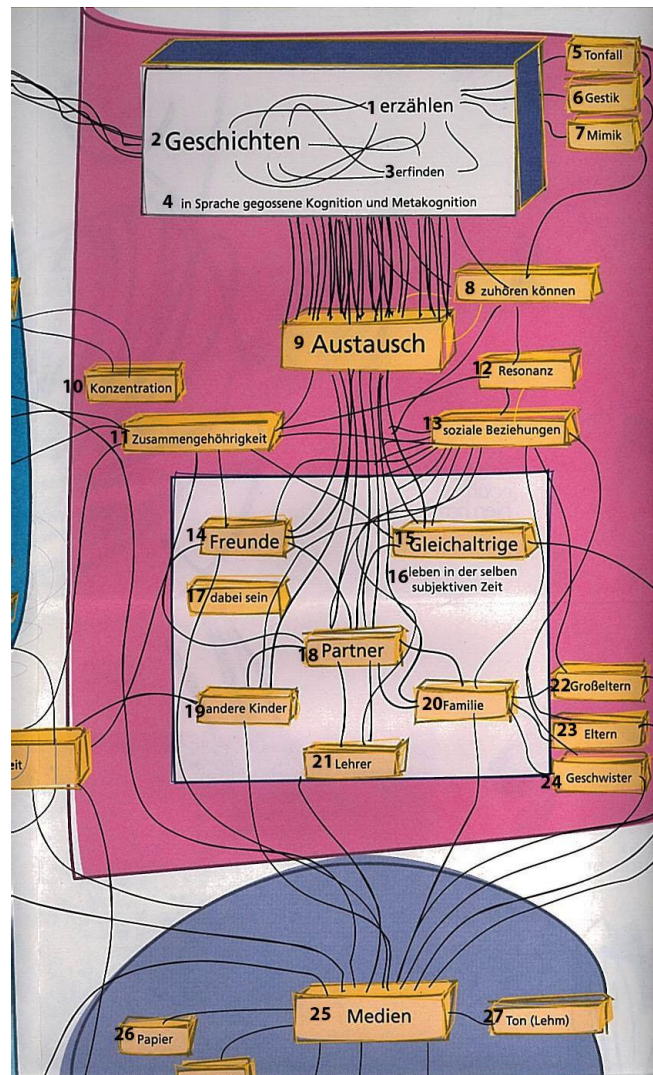 5 Tonfall
6 Gestik
7 Mimik
1 erzählen
2 Geschichten
3 erfinden
4 in Sprache gegossene Kognition und Metakognition
8 zuhören können
9 Austausch
10 Konzentration
12 Resonanz
11 Zusammengehörigkeit
13 soziale Beziehungen
14 Freunde
15 Gleichaltrige
16 leben in der selben
subjektiven Zeit
17 dabei sein
18 Partner
19 andere Kinder
20 Familie
21 Lehrer
22 Großeltern
23 Eltern
24 Geschwister
eit
25 Medien
26 Papier
27 Ton (Lehm)